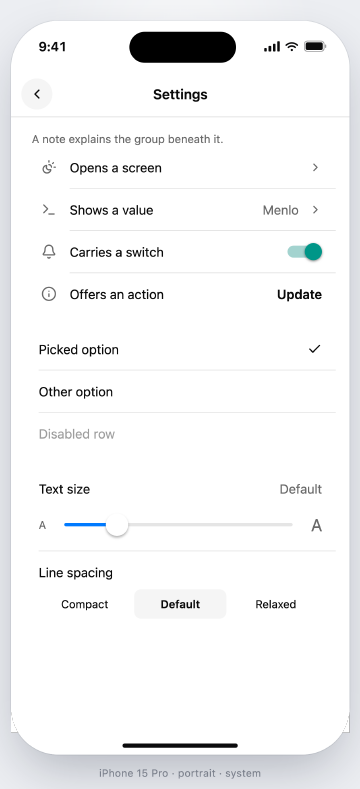 9:41
Settings
A note explains the group beneath it.
Opens a screen
Shows a value Menlo
Carries a switch
Offers an action Update
Picked option
Other option
Disabled row
Text size Default
A A
Line spacing
Compact Default Relaxed
iPhone 15 Pro · portrait · system